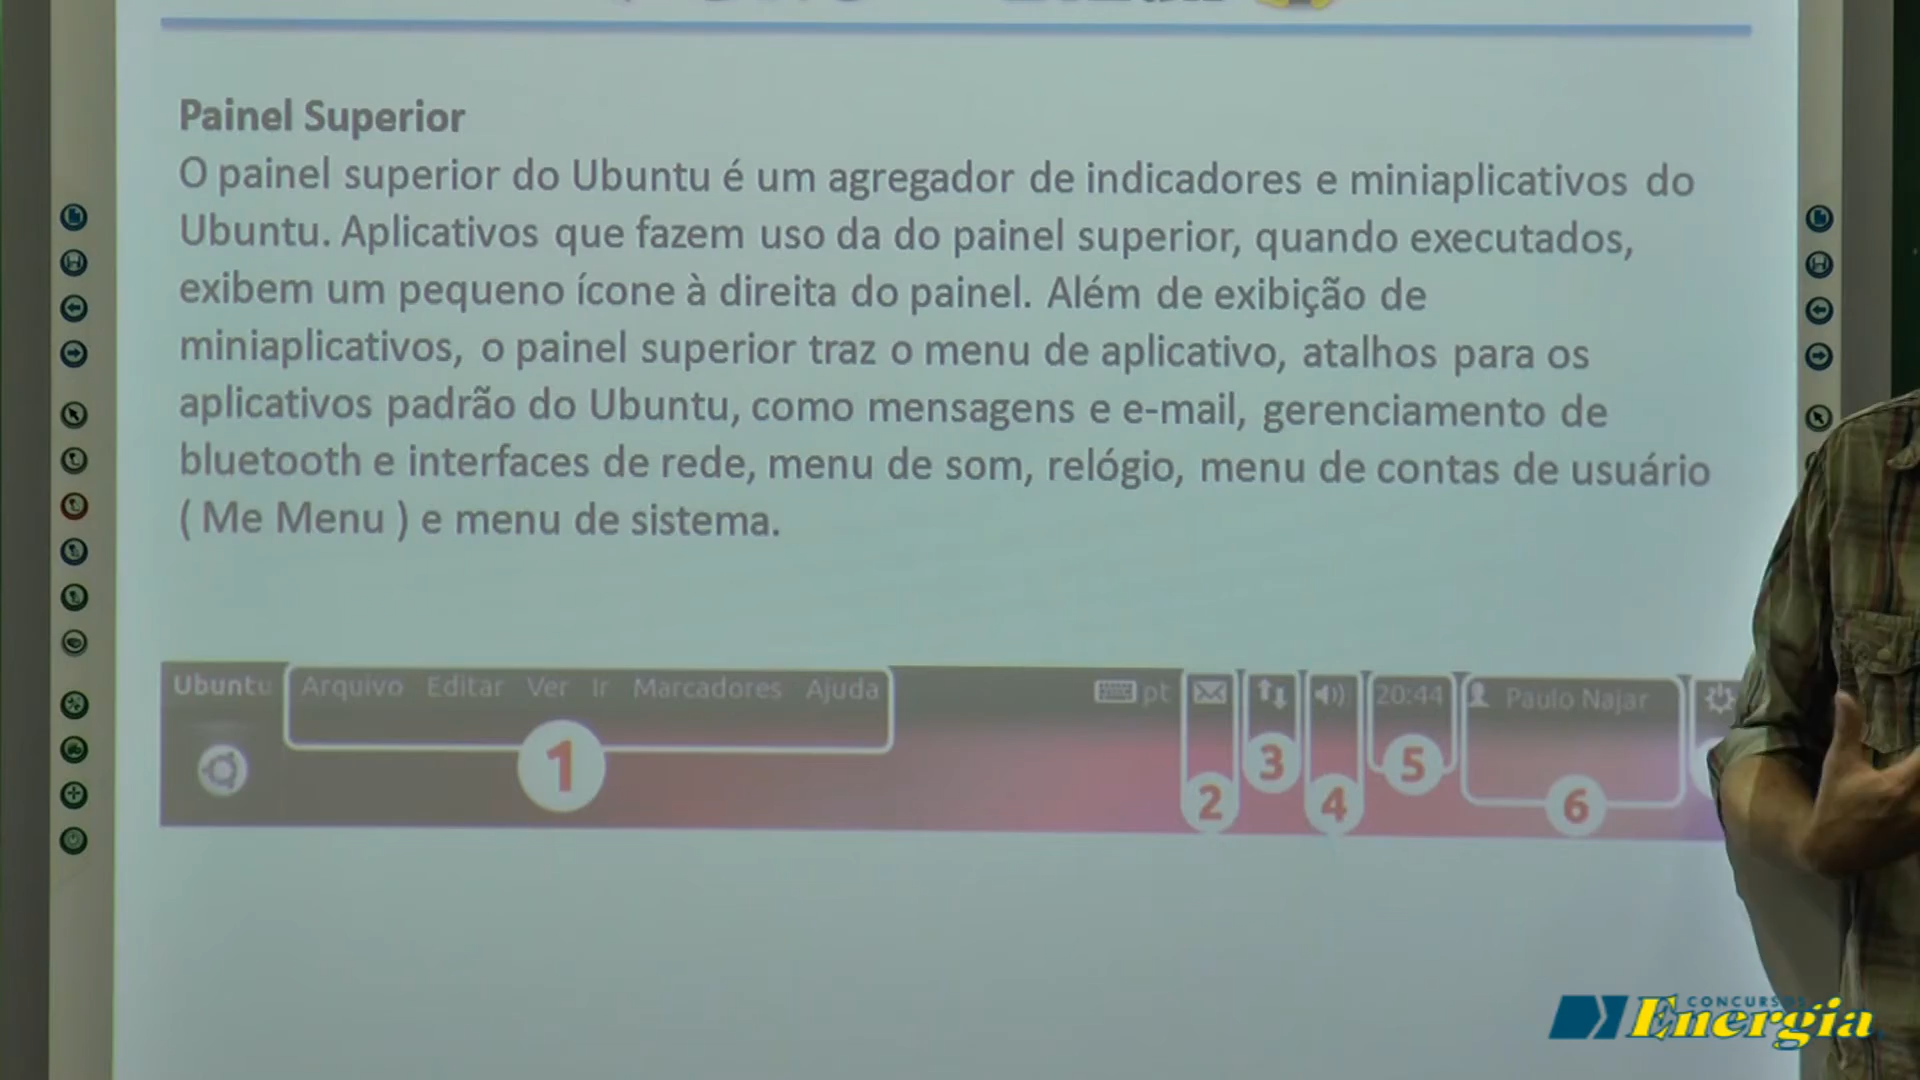 Painel Superior
O painel superior do Ubuntu é um agregador de indicadores e miniaplicativos do
Ubuntu. Aplicativos que fazem uso da do painel superior, quando executados,
exibem um pequeno ícone à direita do painel. Além de exibição de
miniaplicativos, o painel superior traz o menu de aplicativo, atalhos para os
aplicativos padrão do Ubuntu, como mensagens e e-mail, gerenciamento de
bluetooth e interfaces de rede, menu de som, relógio, menu de contas de usuário
( Me Menu ) e menu de sistema.
Ubuntu Arquivo Editar Ver Ir Marcadores Ajuda pt 20:44 Paulo Najar
1 2 3 4 5 6
CONCURSOS
Energia